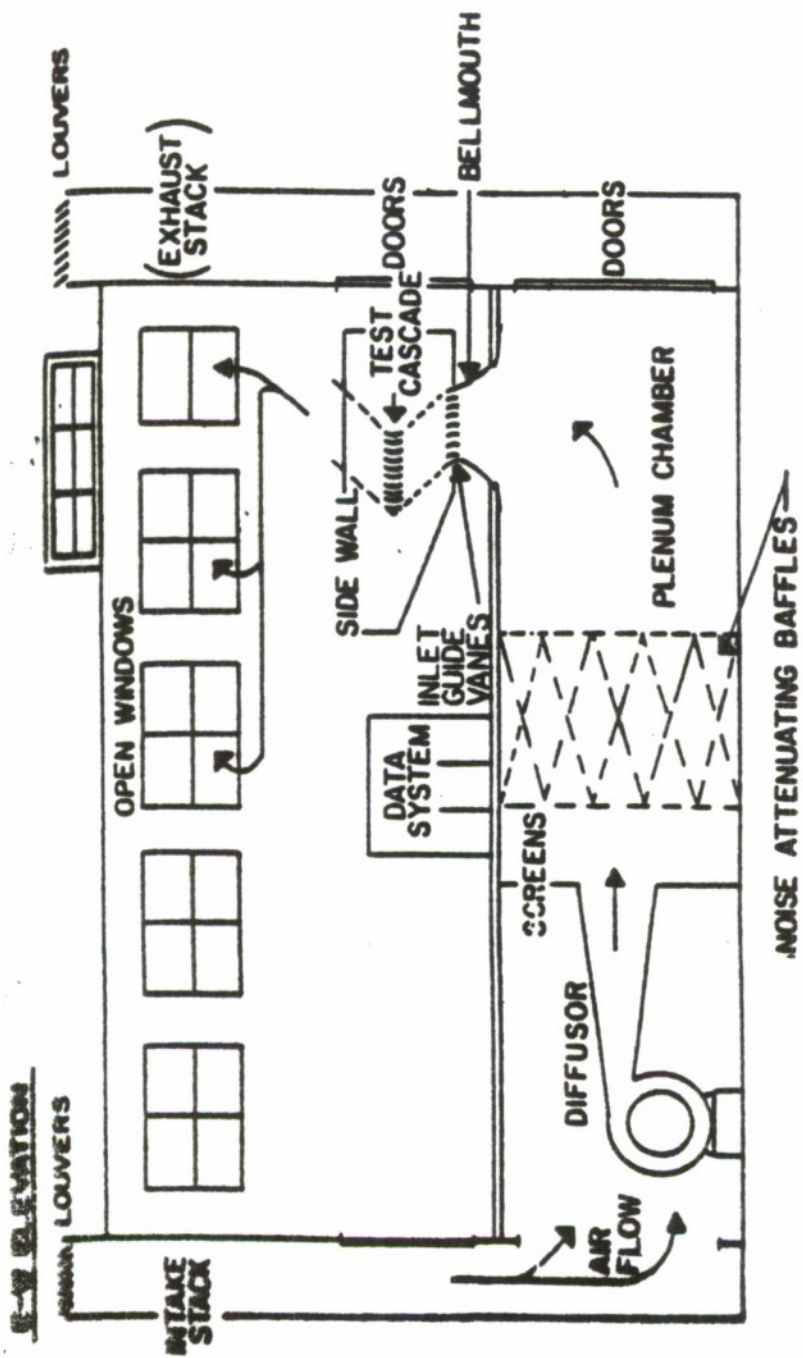 ELEVATION
LOUVERS
LOUVERS
INTAKE
STACK
OPEN WINDOWS
(EXHAUST
STACK)
SIDE WALL
TEST
CASCADE
DOORS
DATA
SYSTEM
INLET
GUIDE
VANES
BELLMOUTH
SCREENS
DIFFUSOR
AIR
FLOW
PLENUM CHAMBER
DOORS
NOISE ATTENUATING BAFFLES